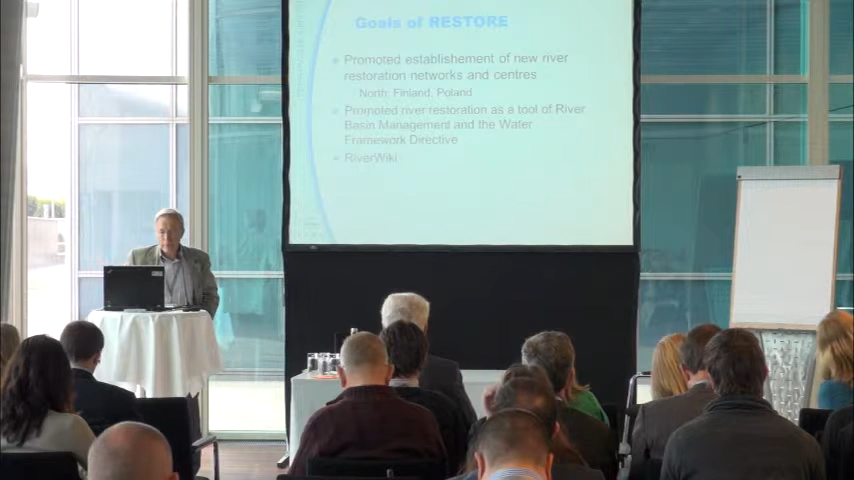 Goals of RESTORE
Promoted establishement of new river
restoration networks and centres
North: Finland, Poland
Promoted river restoration as a tool of River
Basin Management and the Water
Framework Directive
RiverWiki